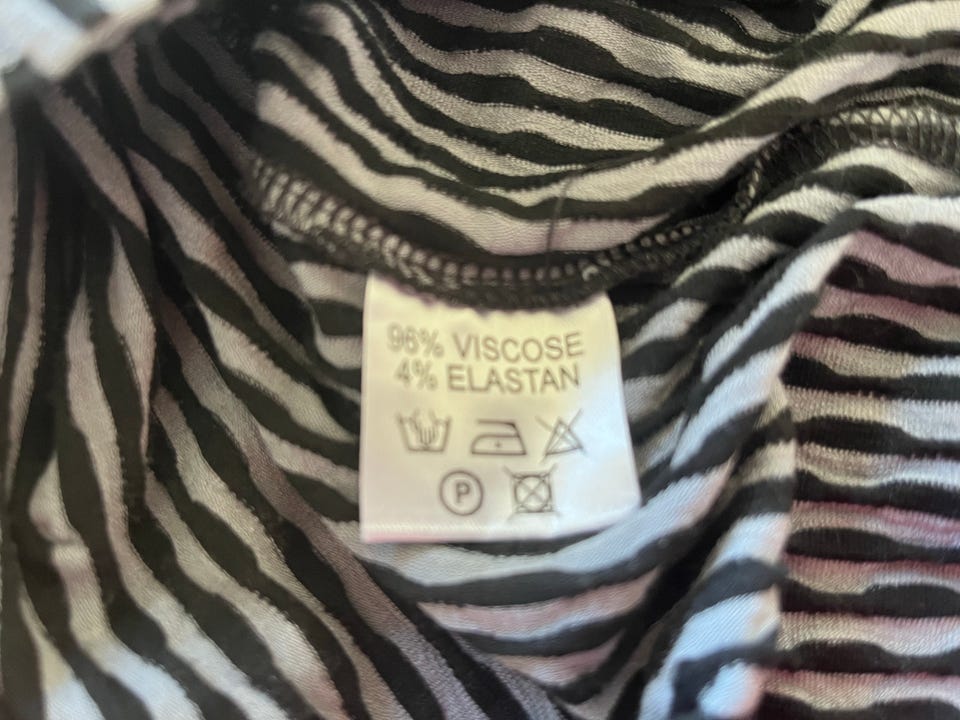 96% VISCOSE
4% ELASTAN
P